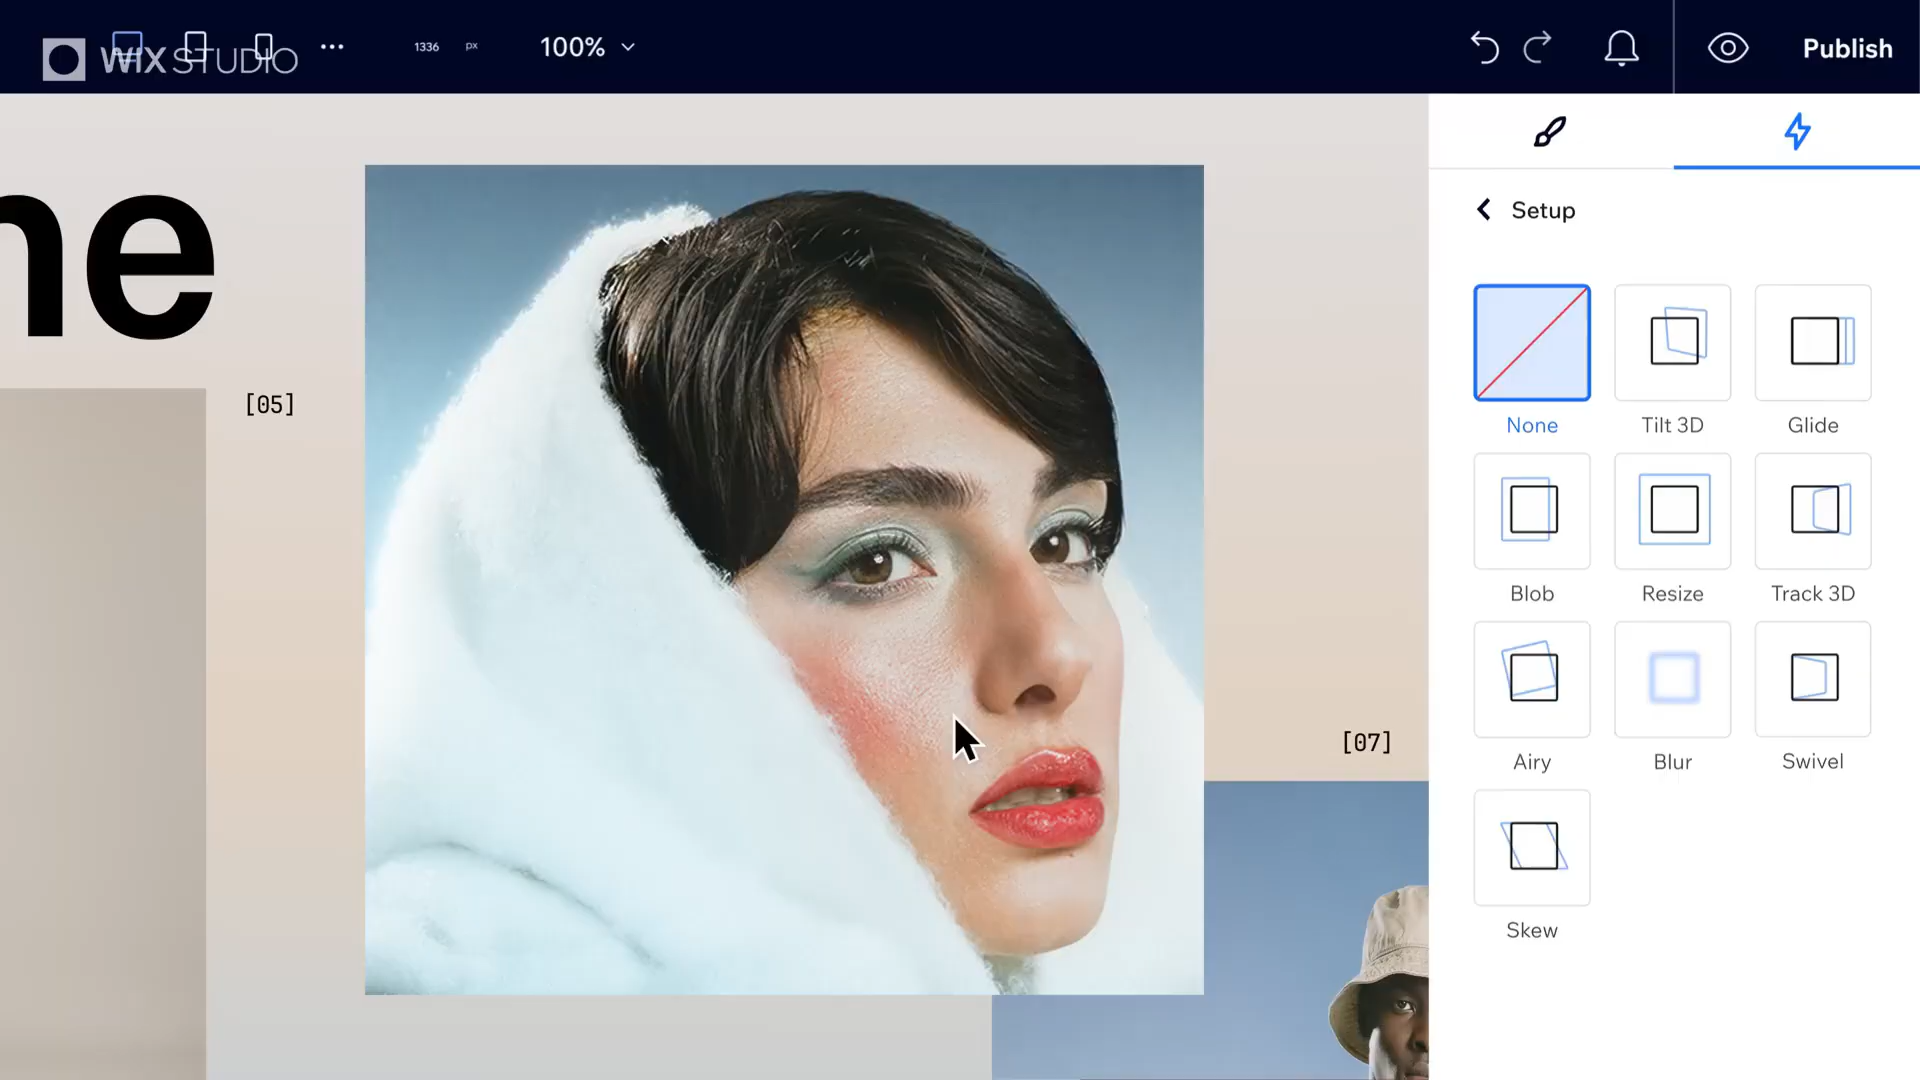 WIX STUDIO
1336 px
100%
Publish
ne
Setup
[05]
None
Tilt 3D
Glide
Blob
Resize
Track 3D
Airy
Blur
Swivel
[07]
Skew